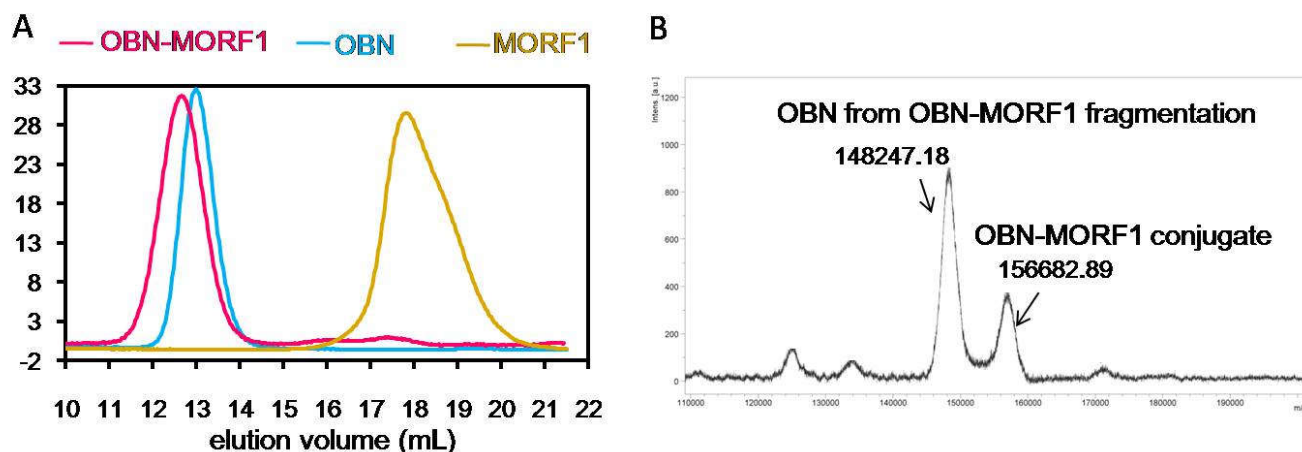 A
OBN-MORF1 OBN MORF1
33
28
23
18
13
8
3
-2
10 11 12 13 14 15 16 17 18 19 20 21 22
elution volume (mL)
B
Intens. [a.u.]
1200
1000
800
600
400
200
0
OBN from OBN-MORF1 fragmentation
148247.18
OBN-MORF1 conjugate
156682.89
110000 120000 130000 140000 150000 160000 170000 180000 190000